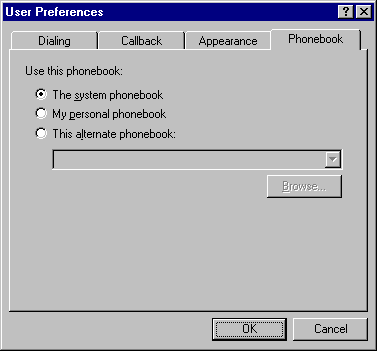 User Preferences
Dialing Callback Appearance Phonebook
Use this phonebook:
The system phonebook
My personal phonebook
This alternate phonebook:
Browse...
OK Cancel